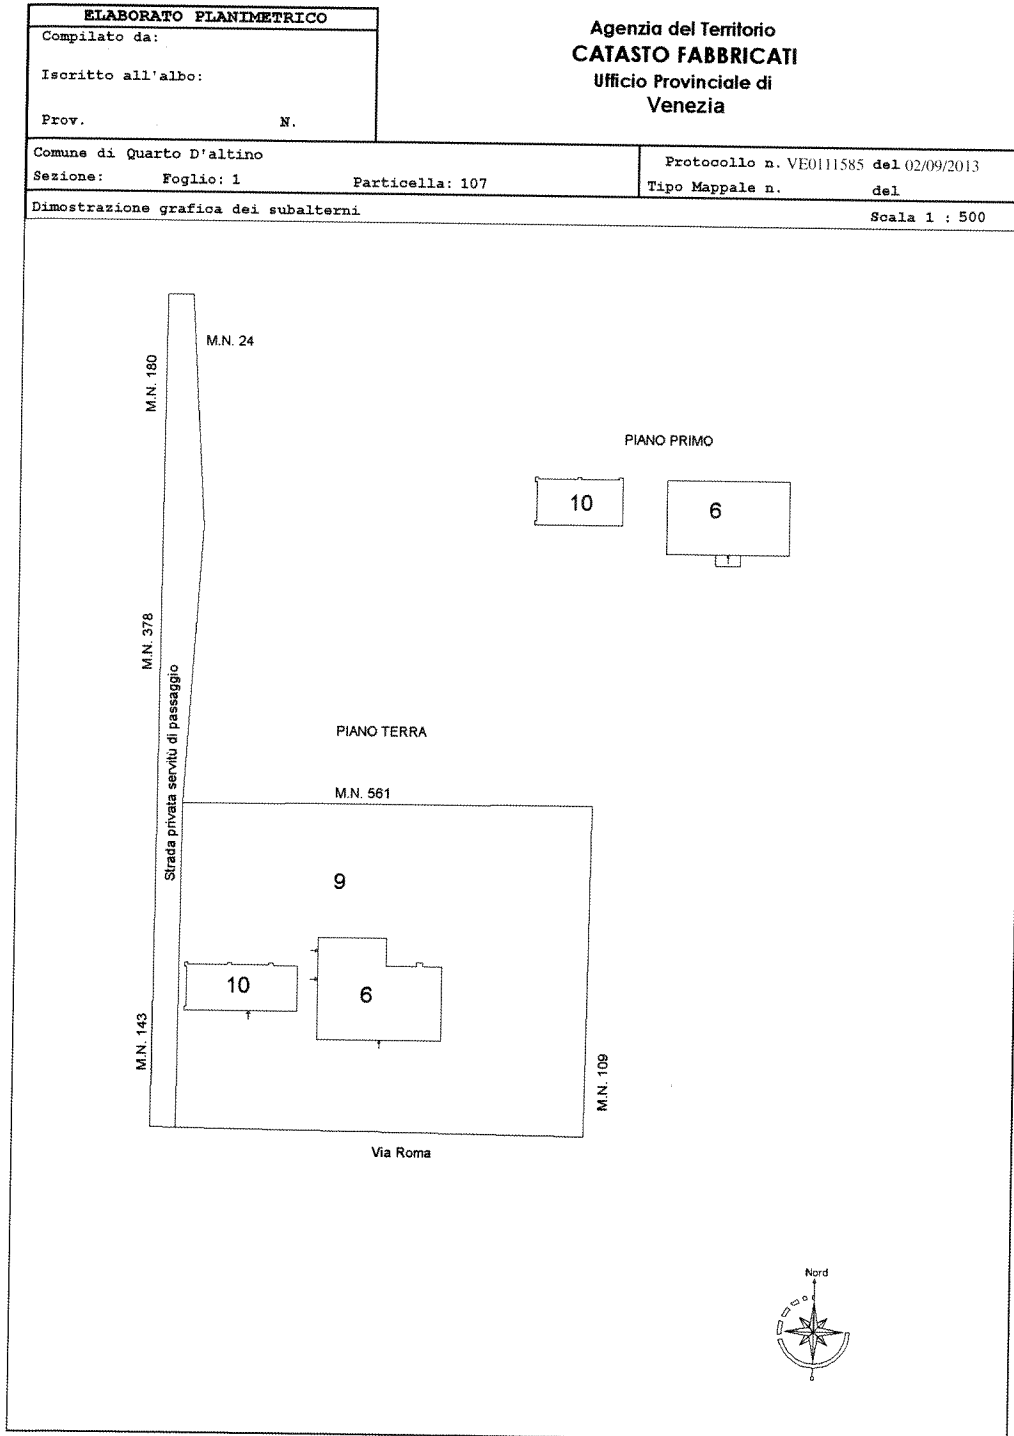 ELABORATO PLANIMETRICO
Compilato da:
Iscritto all'albo:
Prov. N.
Agenzia del Territorio
CATASTO FABBRICATI
Ufficio Provinciale di
Venezia
Comune di Quarto D'altino
Sezione: Foglio: 1 Particella: 107
Protocollo n. VE0111585 del 02/09/2013
Tipo Mappale n. del
Dimostrazione grafica dei subalterni
Scala 1 : 500
M.N. 24
M.N. 180
PIANO PRIMO
10
6
M.N. 378
Strada privata servitù di passaggio
PIANO TERRA
M.N. 561
9
10
6
M.N. 143
M.N. 109
Via Roma
Nord